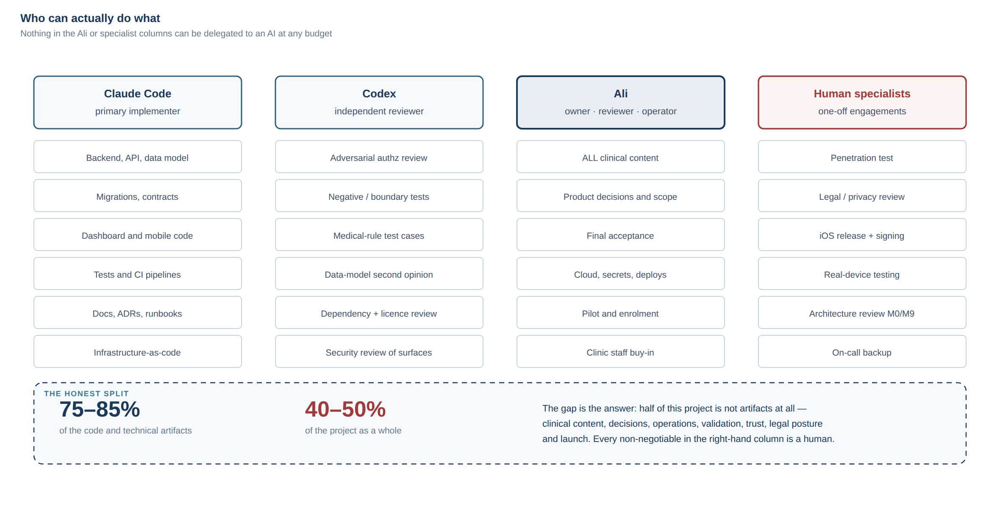 Who can actually do what
Nothing in the Ali or specialist columns can be delegated to an AI at any budget
Claude Code
primary implementer
Backend, API, data model
Migrations, contracts
Dashboard and mobile code
Tests and CI pipelines
Docs, ADRs, runbooks
Infrastructure-as-code
Codex
independent reviewer
Adversarial authz review
Negative / boundary tests
Medical-rule test cases
Data-model second opinion
Dependency + licence review
Security review of surfaces
Ali
owner · reviewer · operator
ALL clinical content
Product decisions and scope
Final acceptance
Cloud, secrets, deploys
Pilot and enrolment
Clinic staff buy-in
Human specialists
one-off engagements
Penetration test
Legal / privacy review
iOS release + signing
Real-device testing
Architecture review M0/M9
On-call backup
THE HONEST SPLIT
75–85%
of the code and technical artifacts
40–50%
of the project as a whole
The gap is the answer: half of this project is not artifacts at all —
clinical content, decisions, operations, validation, trust, legal posture
and launch. Every non-negotiable in the right-hand column is a human.